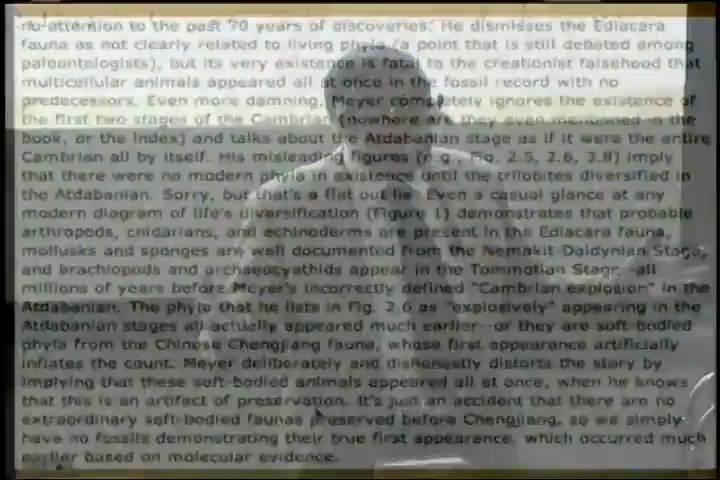 no attention to the past 70 years of discoveries. He dismisses the Ediacara
fauna as not clearly related to living phyla (a point that is still debated among
paleontologists), but its very existence is fatal to the creationist falsehood that
multicellular animals appeared all at once in the fossil record with no
predecessors. Even more damning, Meyer completely ignores the existence of
the first two stages of the Cambrian (nowhere are they even mentioned in the
book, or the index) and talks about the Atdabanian stage as if it were the entire
Cambrian all by itself. His misleading figures (e.g., Fig. 2.5, 2.6, 3.8) imply
that there were no modern phyla in existence until the trilobites diversified in
the Atdabanian. Sorry, but that's a flat out lie. Even a casual glance at any
modern diagram of life's diversification (Figure 1) demonstrates that probable
arthropods, cnidarians, and echinoderms are present in the Ediacara fauna,
mollusks and sponges are well documented from the Nemakit-Daldynian Stage,
and brachiopods and archaeocyathids appear in the Tommotian Stage--all
millions of years before Meyer's incorrectly defined "Cambrian explosion" in the
Atdabanian. The phyla that he lists in Fig. 2.6 as "explosively" appearing in the
Atdabanian stages all actually appeared much earlier--or they are soft-bodied
phyla from the Chinese Chengjiang fauna, whose first appearance artificially
inflates the count. Meyer deliberately and dishonestly distorts the story by
implying that these soft-bodied animals appeared all at once, when he knows
that this is an artifact of preservation. It's just an accident that there are no
extraordinary soft-bodied faunas preserved before Chengjiang, so we simply
have no fossils demonstrating their true first appearance, which occurred much
earlier based on molecular evidence.